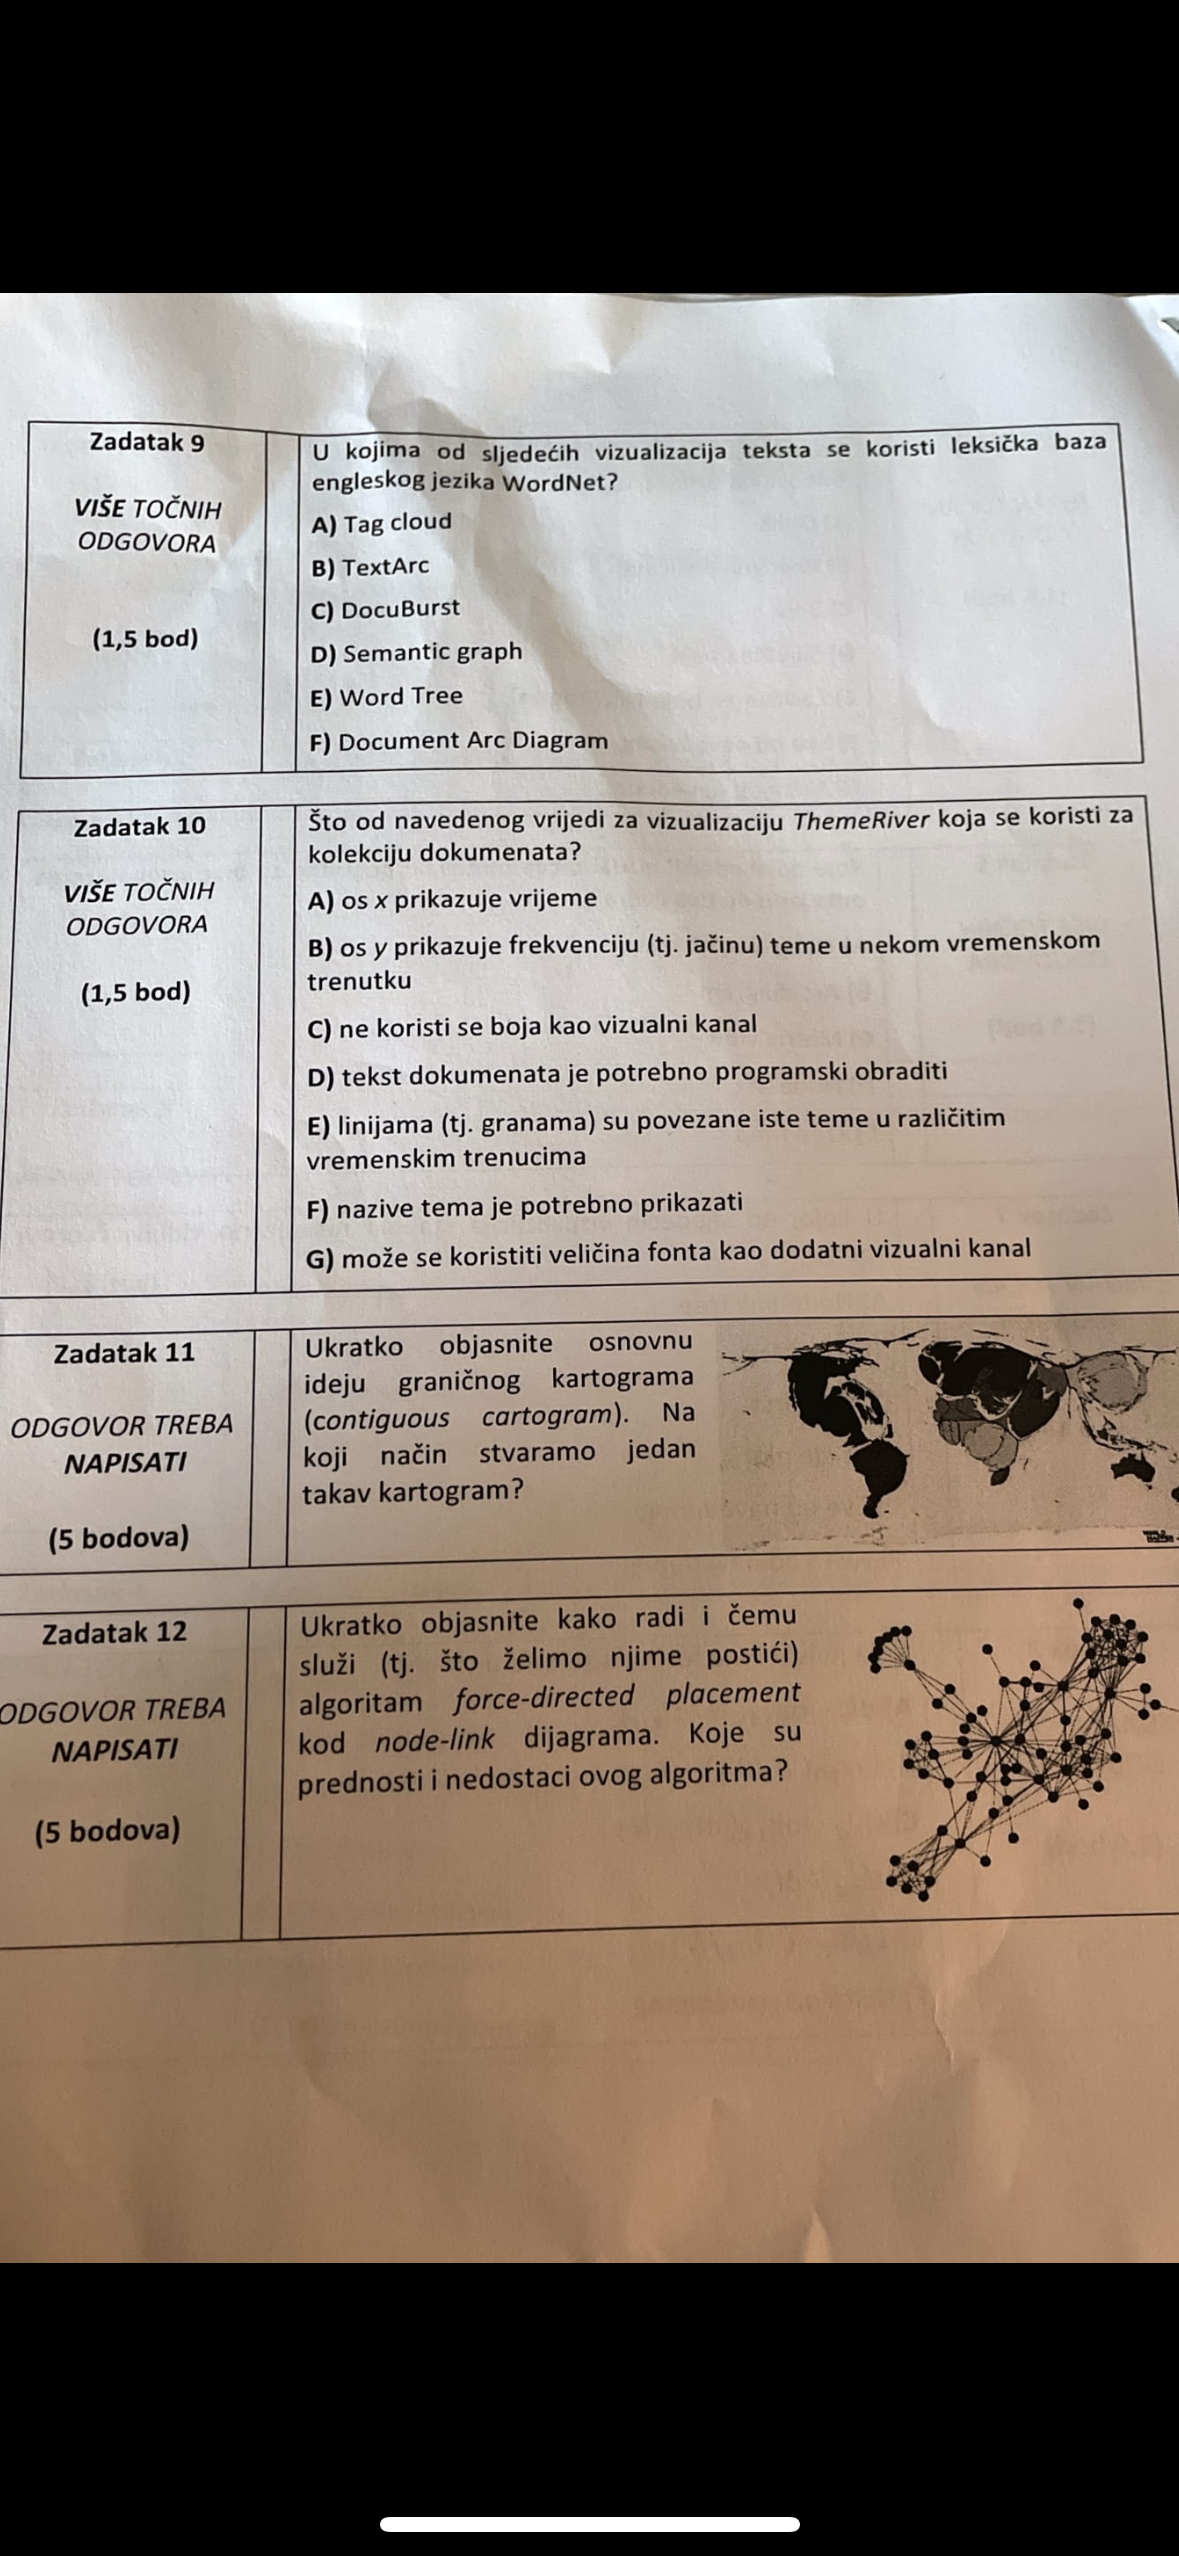 Zadatak 9
VIŠE TOČNIH
ODGOVORA
(1,5 bod)
U kojima od sljedećih vizualizacija teksta se koristi leksička baza
engleskog jezika WordNet?
A) Tag cloud
B) TextArc
C) DocuBurst
D) Semantic graph
E) Word Tree
F) Document Arc Diagram
Zadatak 10
VIŠE TOČNIH
ODGOVORA
(1,5 bod)
Što od navedenog vrijedi za vizualizaciju ThemeRiver koja se koristi za
kolekciju dokumenata?
A) os x prikazuje vrijeme
B) os y prikazuje frekvenciju (tj. jačinu) teme u nekom vremenskom
trenutku
C) ne koristi se boja kao vizualni kanal
D) tekst dokumenata je potrebno programski obraditi
E) linijama (tj. granama) su povezane iste teme u različitim
vremenskim trenucima
F) nazive tema je potrebno prikazati
G) može se koristiti veličina fonta kao dodatni vizualni kanal
Zadatak 11
ODGOVOR TREBA
NAPISATI
(5 bodova)
Ukratko objasnite osnovnu
ideju graničnog kartograma
(contiguous cartogram). Na
koji način stvaramo jedan
takav kartogram?
Zadatak 12
ODGOVOR TREBA
NAPISATI
(5 bodova)
Ukratko objasnite kako radi i čemu
služi (tj. što želimo njime postići)
algoritam force-directed placement
kod node-link dijagrama. Koje su
prednosti i nedostaci ovog algoritma?